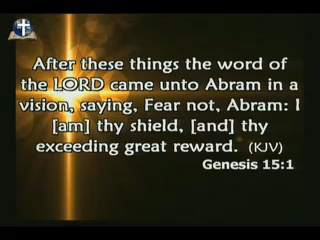 After these things the word of
the LORD came unto Abram in a
vision, saying, Fear not, Abram: I
[am] thy shield, [and] thy
exceeding great reward. (KJV)
Genesis 15:1